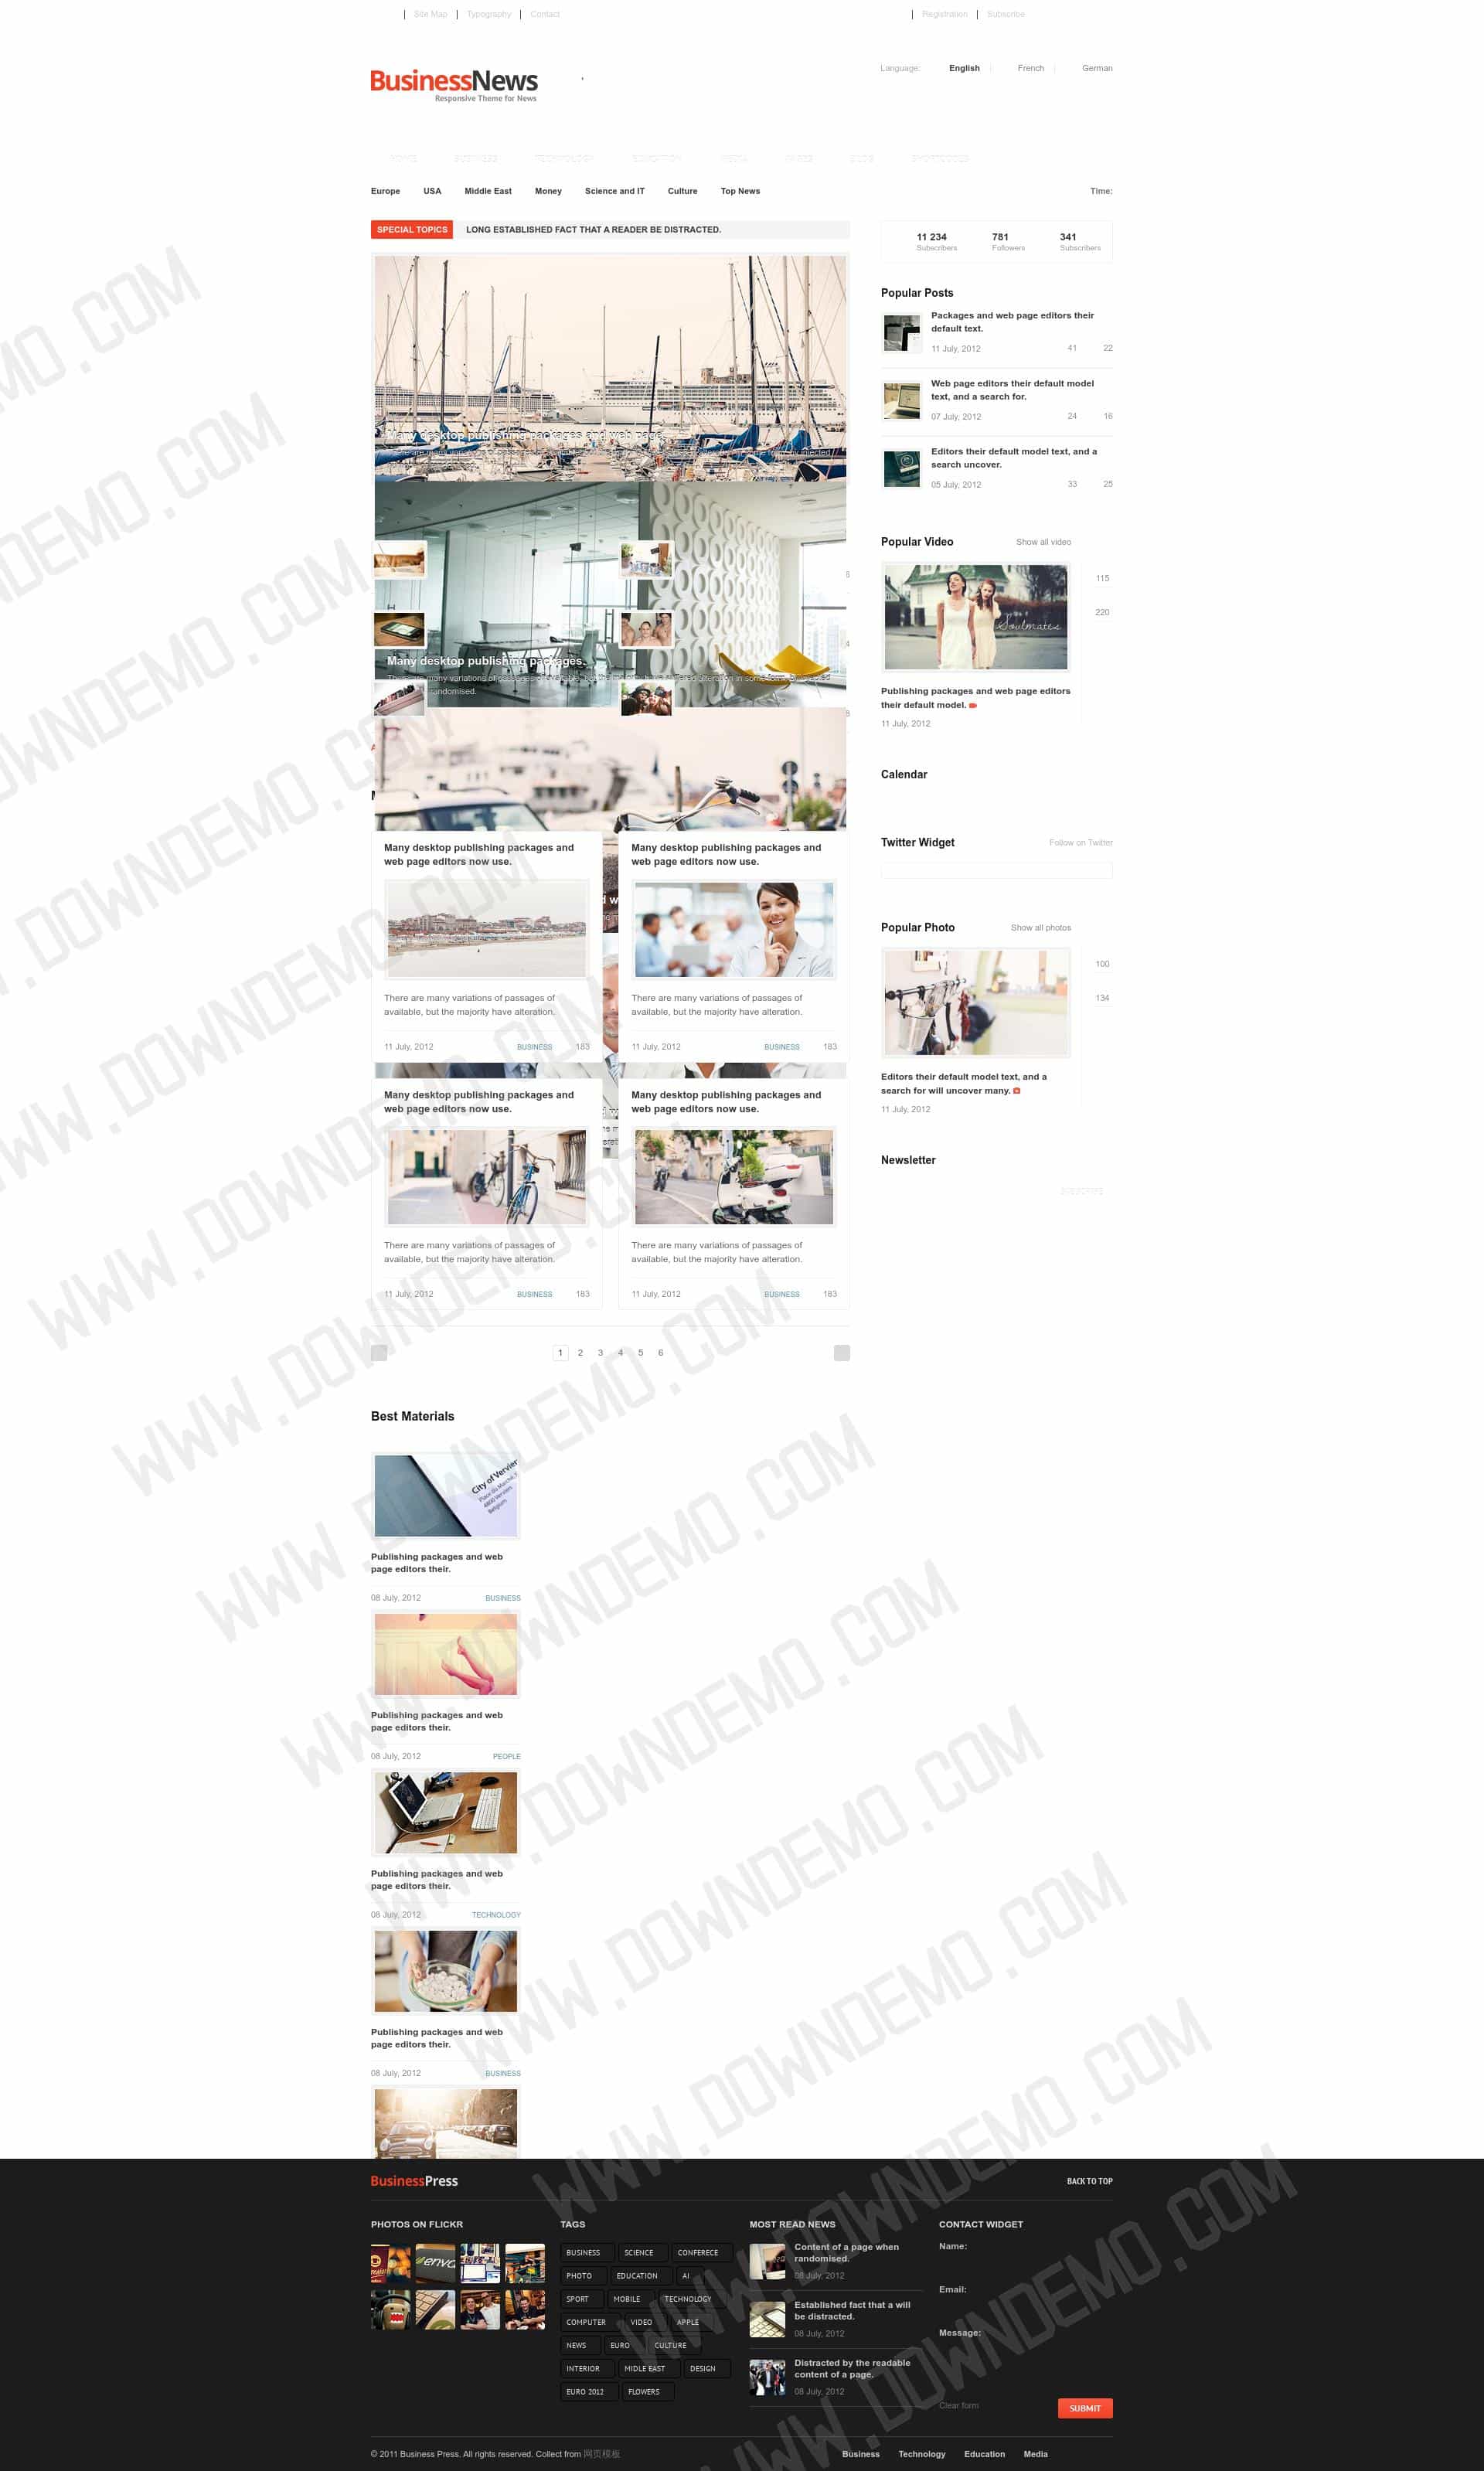 Site Map Typography Contact Registration Subscribe
Language: English French German
BusinessNews
Responsive Theme for News
HOME BUSINESS TECHNOLOGY EDUCATION MEDIA PAGES BLOG SHORTCODES
Europe USA Middle East Money Science and IT Culture Top News Time:
SPECIAL TOPICS LONG ESTABLISHED FACT THAT A READER BE DISTRACTED.
Many desktop publishing packages and web page
Many desktop publishing packages.
There are many variations of passages of available, but the majority have suffered alteration in some form, by injected
randomised.
Many desktop publishing packages and
web page editors now use.
There are many variations of passages of
available, but the majority have alteration.
11 July, 2012 BUSINESS 183
Many desktop publishing packages and
web page editors now use.
There are many variations of passages of
available, but the majority have alteration.
11 July, 2012 BUSINESS 183
Many desktop publishing packages and
web page editors now use.
There are many variations of passages of
available, but the majority have alteration.
11 July, 2012 BUSINESS 183
Many desktop publishing packages and
web page editors now use.
There are many variations of passages of
available, but the majority have alteration.
11 July, 2012 BUSINESS 183
1 2 3 4 5 6
Best Materials
City of Vervier
Publishing packages and web
page editors their.
08 July, 2012 BUSINESS
Publishing packages and web
page editors their.
08 July, 2012 PEOPLE
Publishing packages and web
page editors their.
08 July, 2012 TECHNOLOGY
Publishing packages and web
page editors their.
08 July, 2012 BUSINESS
11 234 781 341
Subscribers Followers Subscribers
Popular Posts
Packages and web page editors their
default text.
11 July, 2012 41 22
Web page editors their default model
text, and a search for.
07 July, 2012 24 16
Editors their default model text, and a
search uncover.
05 July, 2012 33 25
Popular Video Show all video
Soulmates
115
220
Publishing packages and web page editors
their default model.
11 July, 2012
Calendar
Twitter Widget Follow on Twitter
Popular Photo Show all photos
100
134
Editors their default model text, and a
search for will uncover many.
11 July, 2012
Newsletter
SUBSCRIBE
BusinessPress BACK TO TOP
PHOTOS ON FLICKR
TAGS
BUSINESS SCIENCE CONFERECE
PHOTO EDUCATION AI
SPORT MOBILE TECHNOLOGY
COMPUTER VIDEO APPLE
NEWS EURO CULTURE
INTERIOR MIDLE EAST DESIGN
EURO 2012 FLOWERS
MOST READ NEWS
Content of a page when
randomised.
08 July, 2012
Established fact that a will
be distracted.
08 July, 2012
Distracted by the readable
content of a page.
08 July, 2012
CONTACT WIDGET
Name:
Email:
Message:
Clear form SUBMIT
© 2011 Business Press. All rights reserved. Collect from 网页模板
Business Technology Education Media
WWW.DOWNDEMO.COM